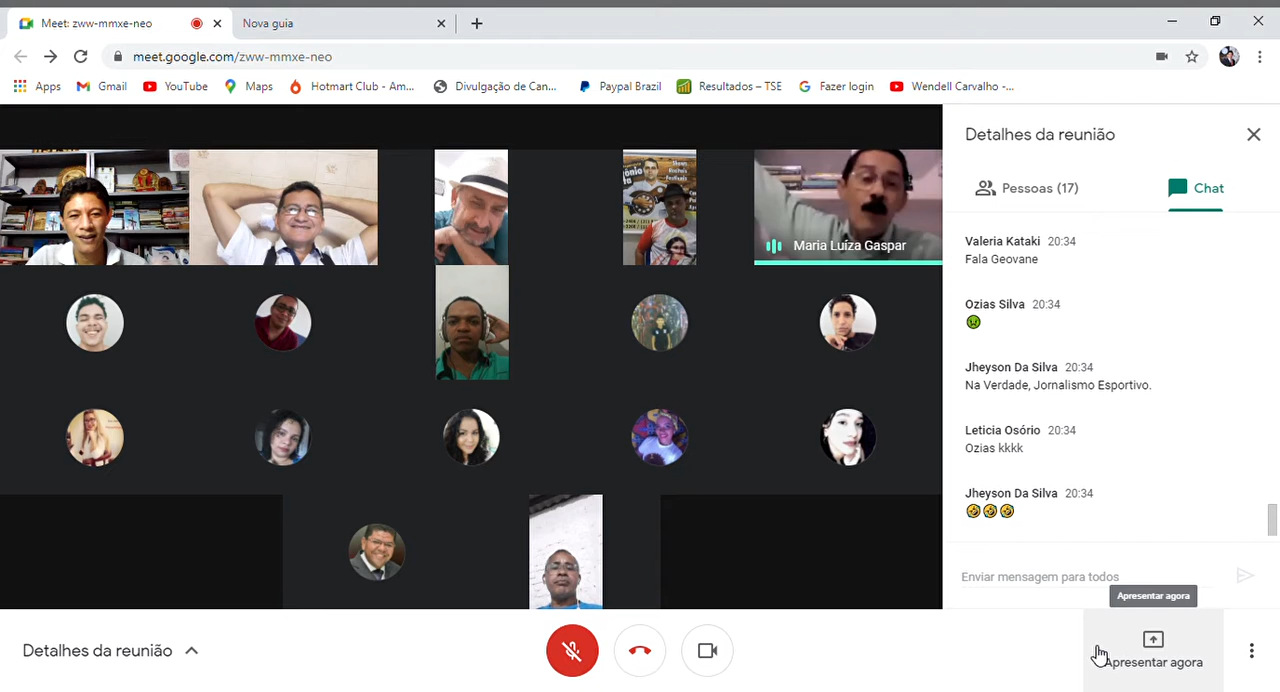 Meet: zww-mmxe-neo
Nova guia
meet.google.com/zww-mmxe-neo
Apps Gmail YouTube Maps Hotmart Club - Am... Divulgação de Can... Paypal Brazil Resultados – TSE Fazer login Wendell Carvalho -...
Maria Luíza Gaspar
Detalhes da reunião
Pessoas (17) Chat
Valeria Kataki 20:34
Fala Geovane
Ozias Silva 20:34
Jheyson Da Silva 20:34
Na Verdade, Jornalismo Esportivo.
Leticia Osório 20:34
Ozias kkkk
Jheyson Da Silva 20:34
🤣🤣🤣
Enviar mensagem para todos
Apresentar agora
Detalhes da reunião
Apresentar agora